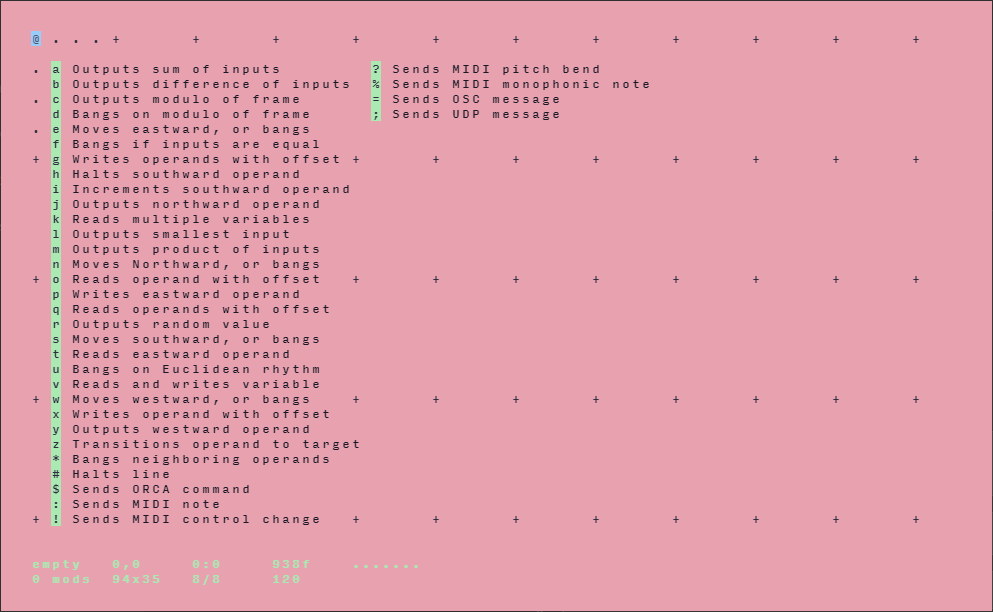 @ . . . + + + + + + + + + + +
. a Outputs sum of inputs ? Sends MIDI pitch bend
b Outputs difference of inputs % Sends MIDI monophonic note
. c Outputs modulo of frame = Sends OSC message
d Bangs on modulo of frame ; Sends UDP message
. e Moves eastward, or bangs
f Bangs if inputs are equal
+ g Writes operands with offset + + + + + + + +
h Halts southward operand
i Increments southward operand
j Outputs northward operand
k Reads multiple variables
l Outputs smallest input
m Outputs product of inputs
n Moves Northward, or bangs
+ o Reads operand with offset + + + + + + + +
p Writes eastward operand
q Reads operands with offset
r Outputs random value
s Moves southward, or bangs
t Reads eastward operand
u Bangs on Euclidean rhythm
v Reads and writes variable
+ w Moves westward, or bangs + + + + + + + +
x Writes operand with offset
y Outputs westward operand
z Transitions operand to target
* Bangs neighboring operands
# Halts line
$ Sends ORCA command
: Sends MIDI note
+ ! Sends MIDI control change + + + + + + + +
empty 0,0 0:0 938f .......
0 mods 94x35 8/8 120